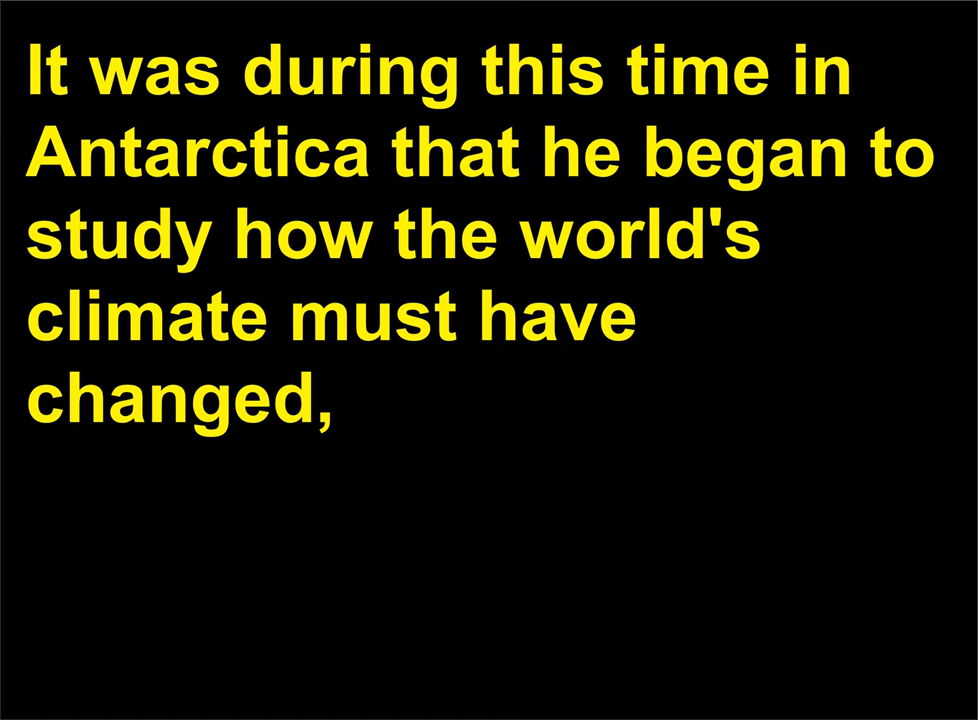 It was during this time in
Antarctica that he began to
study how the world's
climate must have
changed,